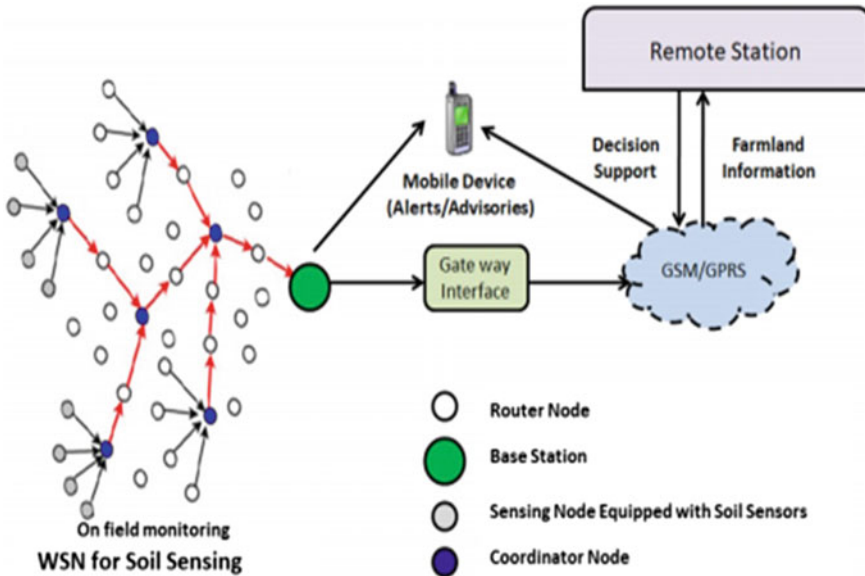 Remote Station
Decision
Support
Farmland
Information
Mobile Device
(Alerts/Advisories)
Gate way
Interface
GSM/GPRS
Router Node
Base Station
Sensing Node Equipped with Soil Sensors
Coordinator Node
On field monitoring
WSN for Soil Sensing